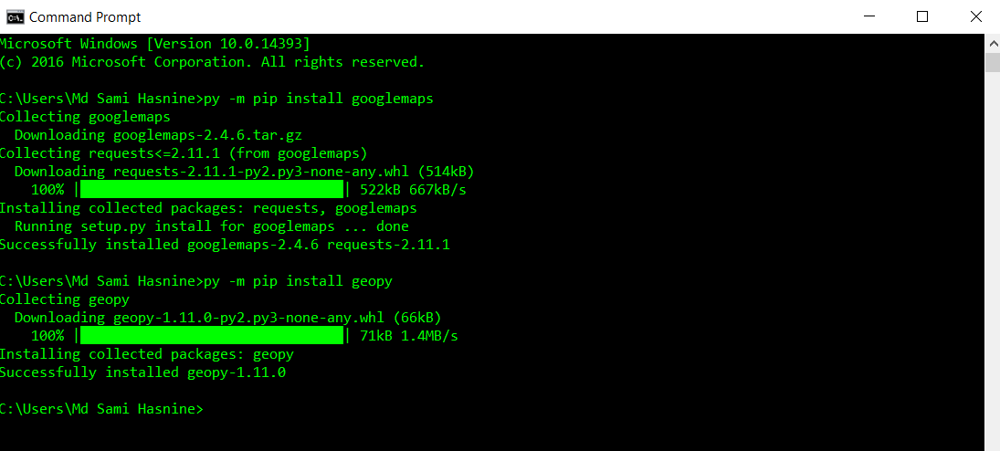 Command Prompt
Microsoft Windows [Version 10.0.14393]
(c) 2016 Microsoft Corporation. All rights reserved.
C:\Users\Md Sami Hasnine>py -m pip install googlemaps
Collecting googlemaps
  Downloading googlemaps-2.4.6.tar.gz
Collecting requests<=2.11.1 (from googlemaps)
  Downloading requests-2.11.1-py2.py3-none-any.whl (514kB)
    100% |████████████████████████████████| 522kB 667kB/s
Installing collected packages: requests, googlemaps
  Running setup.py install for googlemaps ... done
Successfully installed googlemaps-2.4.6 requests-2.11.1
C:\Users\Md Sami Hasnine>py -m pip install geopy
Collecting geopy
  Downloading geopy-1.11.0-py2.py3-none-any.whl (66kB)
    100% |████████████████████████████████| 71kB 1.4MB/s
Installing collected packages: geopy
Successfully installed geopy-1.11.0
C:\Users\Md Sami Hasnine>